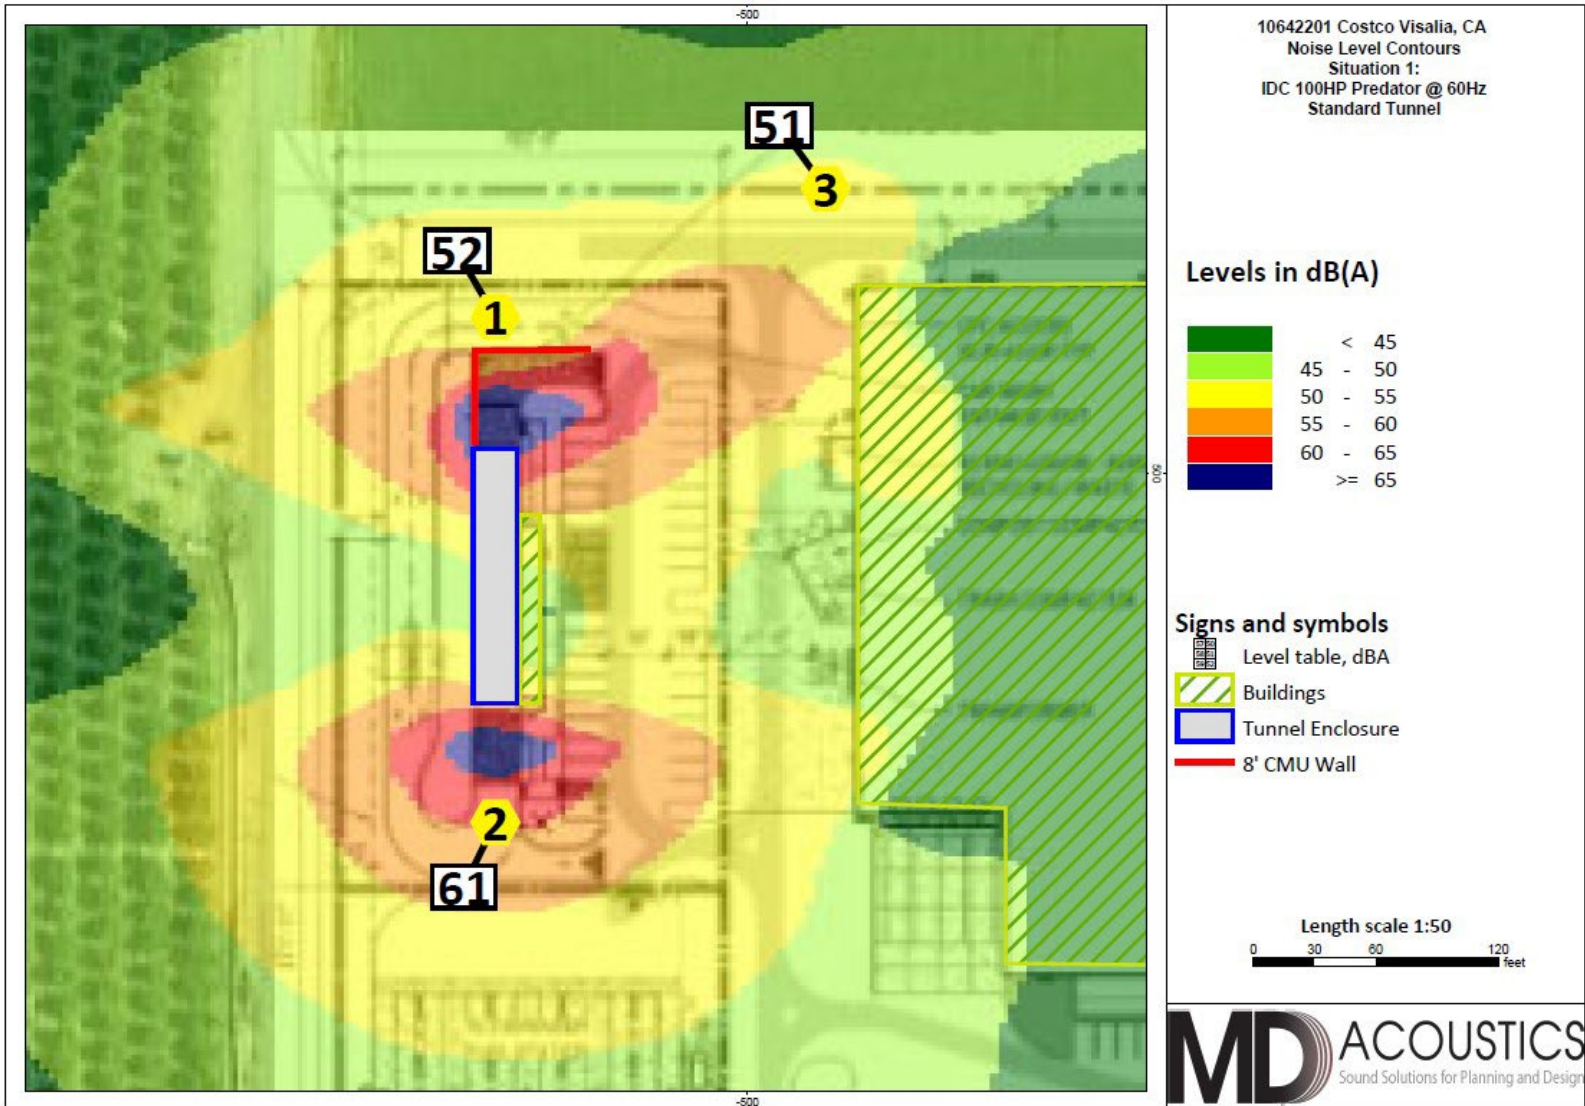 -500
10642201 Costco Visalia, CA
Noise Level Contours
Situation 1:
IDC 100HP Predator @ 60Hz
Standard Tunnel
51
3
52
1
Levels in dB(A)
< 45
45 - 50
50 - 55
55 - 60
60 - 65
>= 65
500
2
61
Signs and symbols
Level table, dBA
Buildings
Tunnel Enclosure
8' CMU Wall
Length scale 1:50
0 30 60 120
feet
-500
MD ACOUSTICS
Sound Solutions for Planning and Design